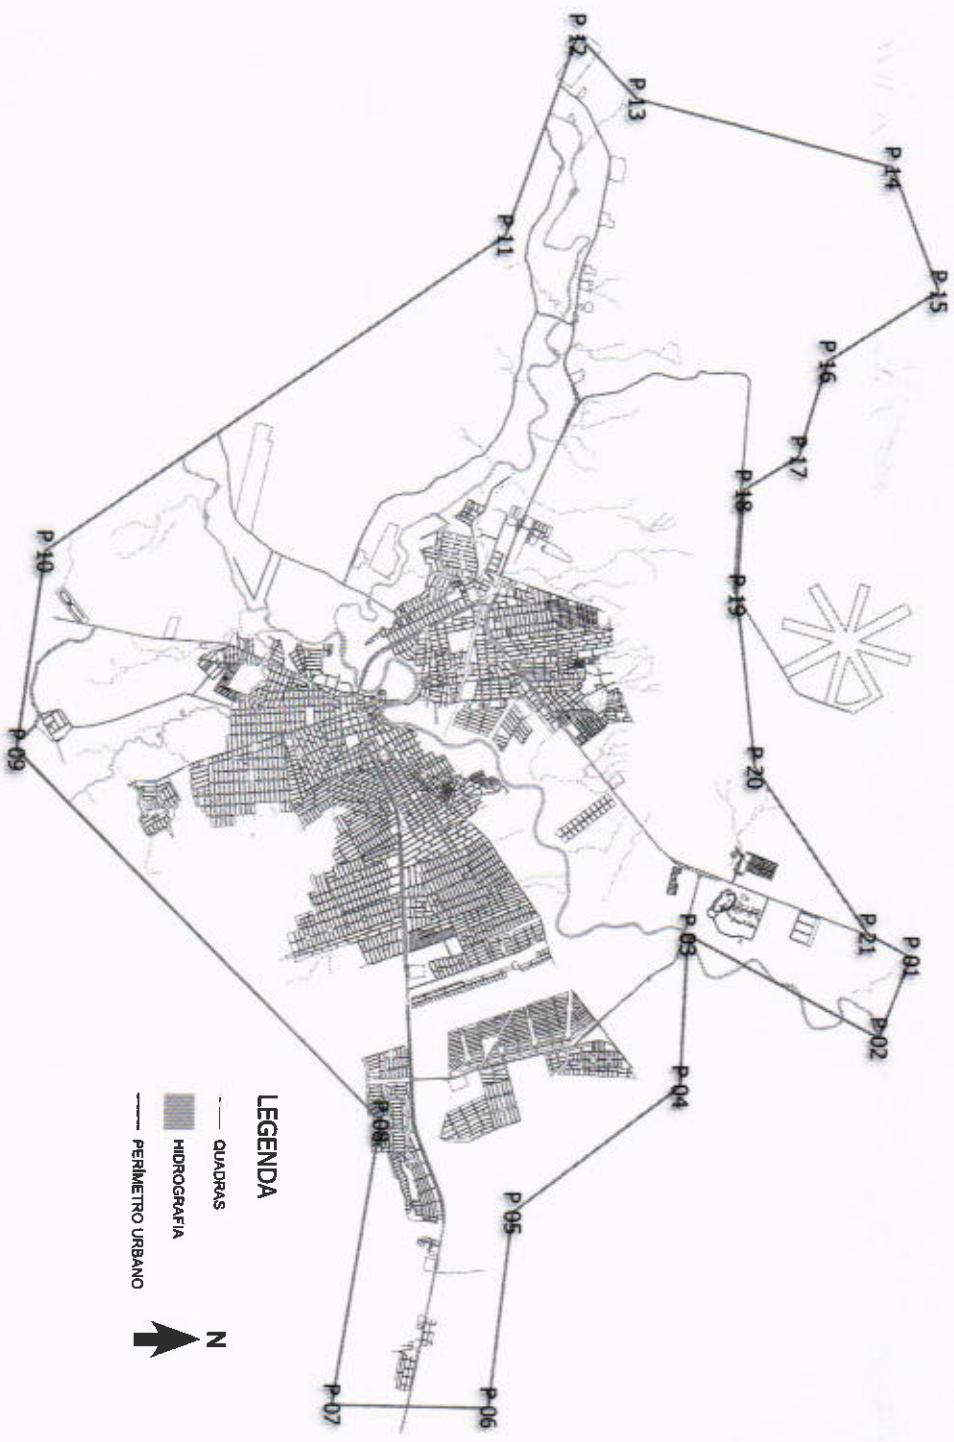 P 12
P 13
P 14
P 15
P 11
P 16
P 17
P 18
P 19
P 10
P 09
P 20
P 21
P 01
P 02
P 03
P 04
P 08
P 05
P 06
P 07
LEGENDA
QUADRAS
HIDROGRAFIA
PERÍMETRO URBANO
N